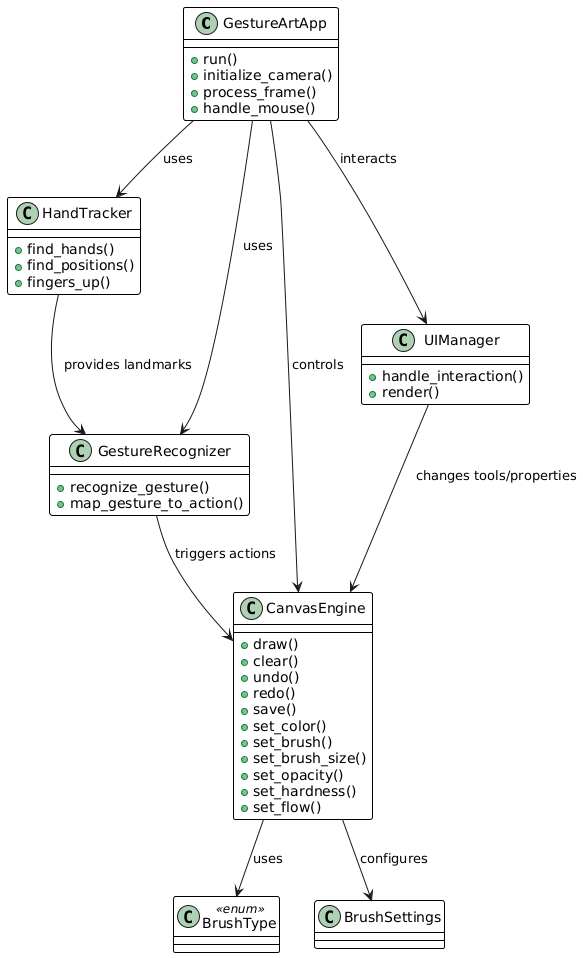 C GestureArtApp
run()
initialize_camera()
process_frame()
handle_mouse()
uses
interacts
C HandTracker
find_hands()
find_positions()
fingers_up()
uses
C UIManager
handle_interaction()
render()
provides landmarks
controls
C GestureRecognizer
recognize_gesture()
map_gesture_to_action()
changes tools/properties
triggers actions
C CanvasEngine
draw()
clear()
undo()
redo()
save()
set_color()
set_brush()
set_brush_size()
set_opacity()
set_hardness()
set_flow()
uses
configures
C «enum»
BrushType
C BrushSettings